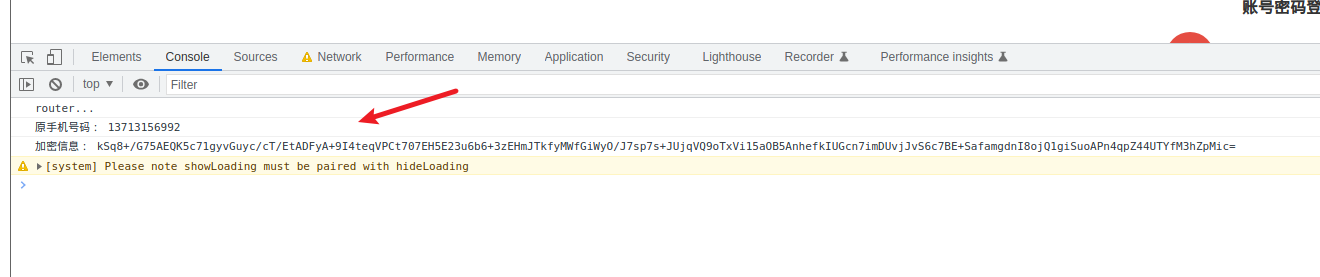 账号密码登
Elements Console Sources Network Performance Memory Application Security Lighthouse Recorder Performance insights
top Filter
router...
原手机号码： 13713156992
加密信息： kSq8+/G75AEQK5c71gyvGuyc/cT/EtADFyA+9I4teqVPCt707EH5E23u6b6+3zEHmJTkfyMWfGiWyO/J7sp7s+JUjqVQ9oTxVi15aOB5AnhefkIUGcn7imDUvjJvS6c7BE+SafamgdnI8ojQ1giSuoAPn4qpZ44UTYfM3hZpMic=
[system] Please note showLoading must be paired with hideLoading